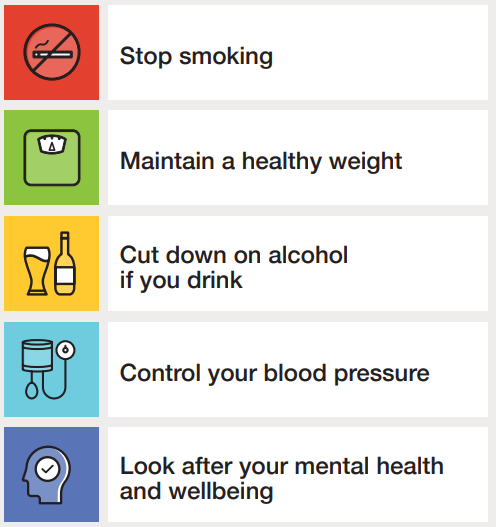 Stop smoking
Maintain a healthy weight
Cut down on alcohol
if you drink
Control your blood pressure
Look after your mental health
and wellbeing